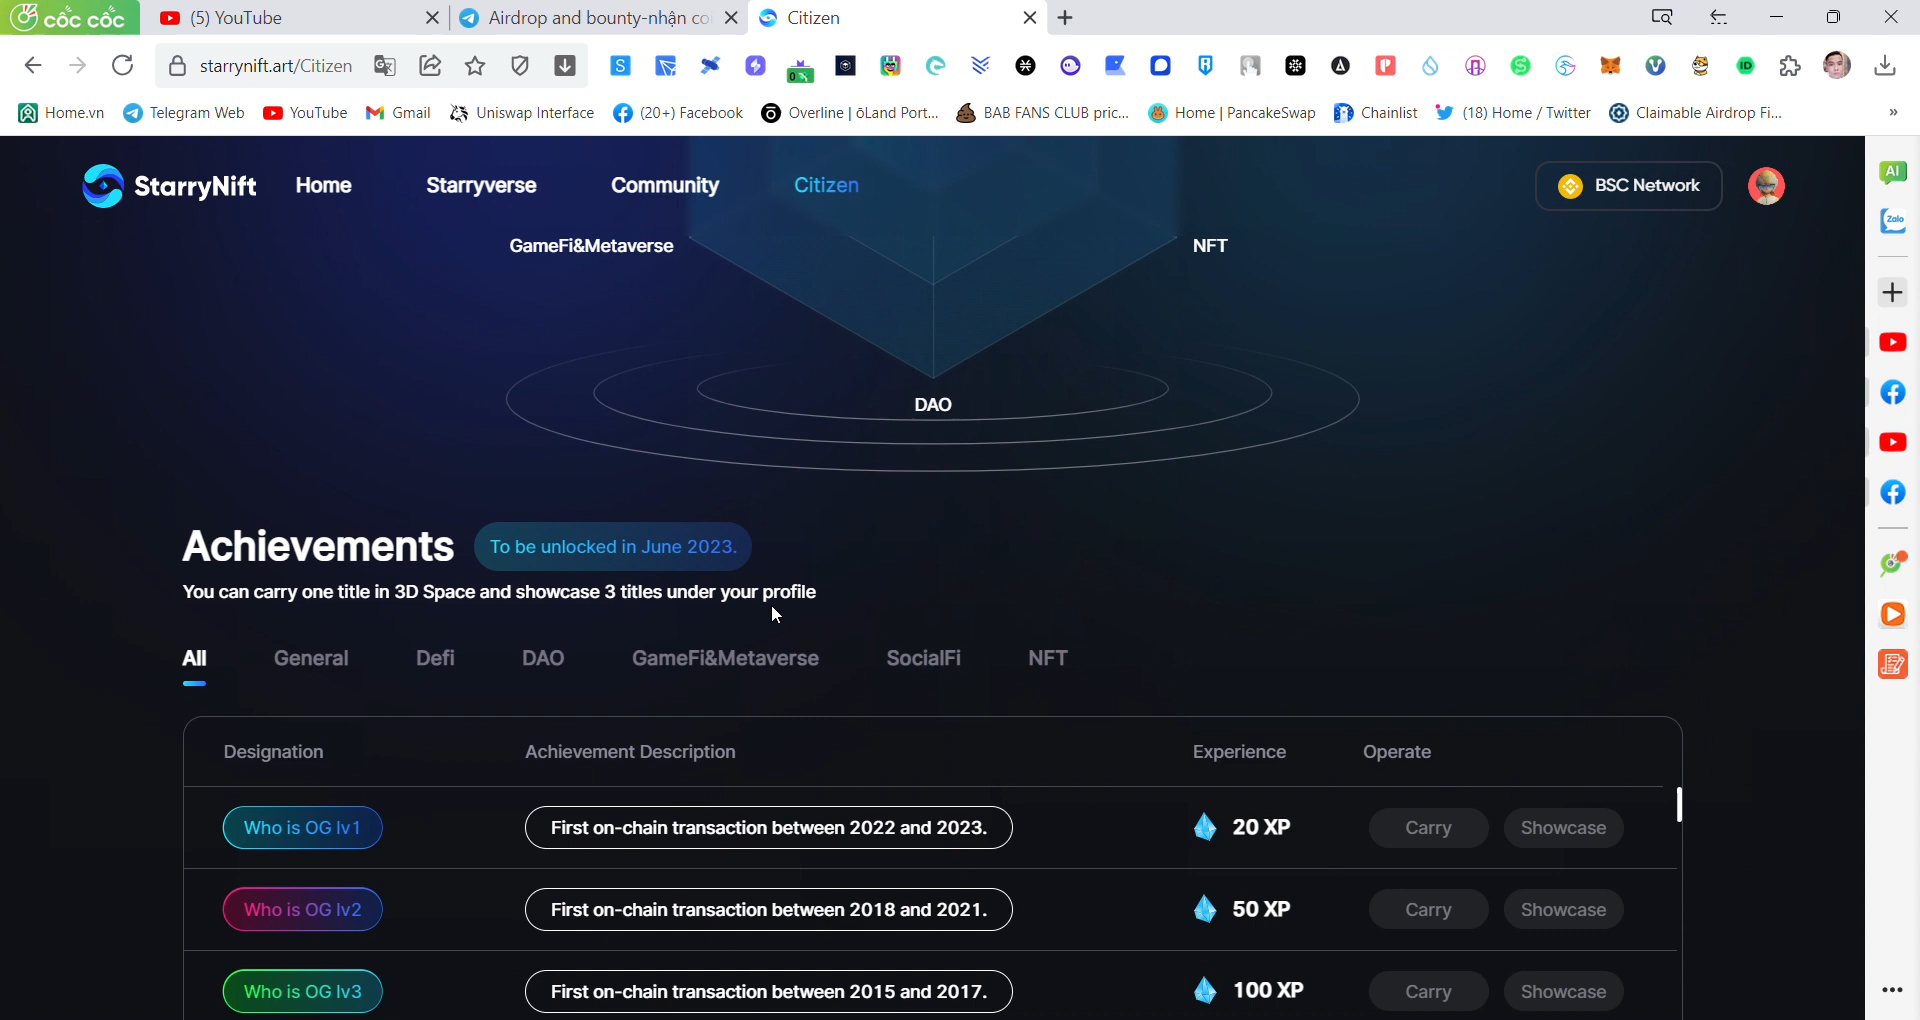 cốc cốc
(5) YouTube
Airdrop and bounty-nhận co
Citizen
starrynift.art/Citizen
Home.vn
Telegram Web
YouTube
Gmail
Uniswap Interface
(20+) Facebook
Overline | ōLand Port...
BAB FANS CLUB pric...
Home | PancakeSwap
Chainlist
(18) Home / Twitter
Claimable Airdrop Fi...
»
StarryNift
Home
Starryverse
Community
Citizen
BSC Network
AI
Zalo
GameFi&Metaverse
NFT
DAO
Achievements
To be unlocked in June 2023.
You can carry one title in 3D Space and showcase 3 titles under your profile
All
General
Defi
DAO
GameFi&Metaverse
SocialFi
NFT
Designation
Achievement Description
Experience
Operate
Who is OG lv1
First on-chain transaction between 2022 and 2023.
20 XP
Carry
Showcase
Who is OG lv2
First on-chain transaction between 2018 and 2021.
50 XP
Carry
Showcase
Who is OG lv3
First on-chain transaction between 2015 and 2017.
100 XP
Carry
Showcase